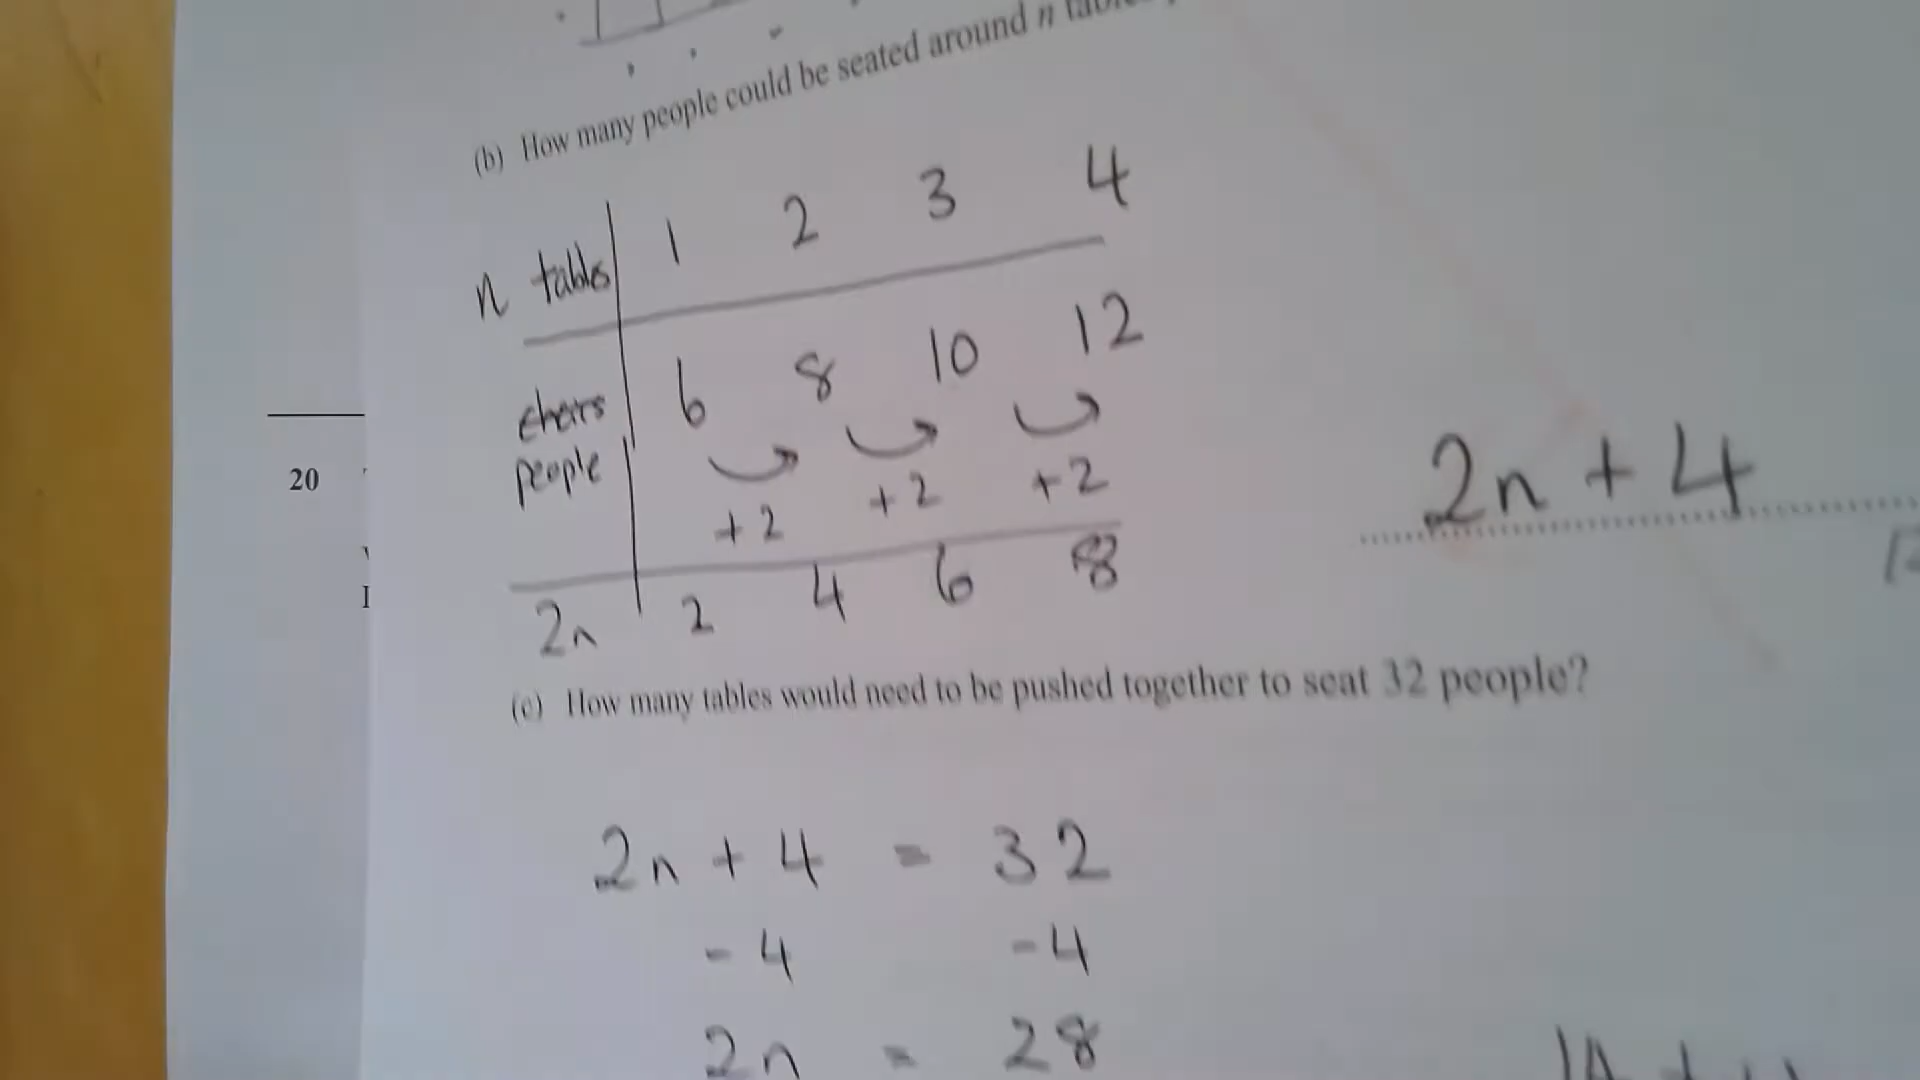 (b) How many people could be seated around n
n tables 1 2 3 4
chairs 6 8 10 12
people
+2 +2 +2
2n 2 4 6 8
2n + 4
20
(c) How many tables would need to be pushed together to seat 32 people?
2n + 4 = 32
- 4 - 4
2n = 28